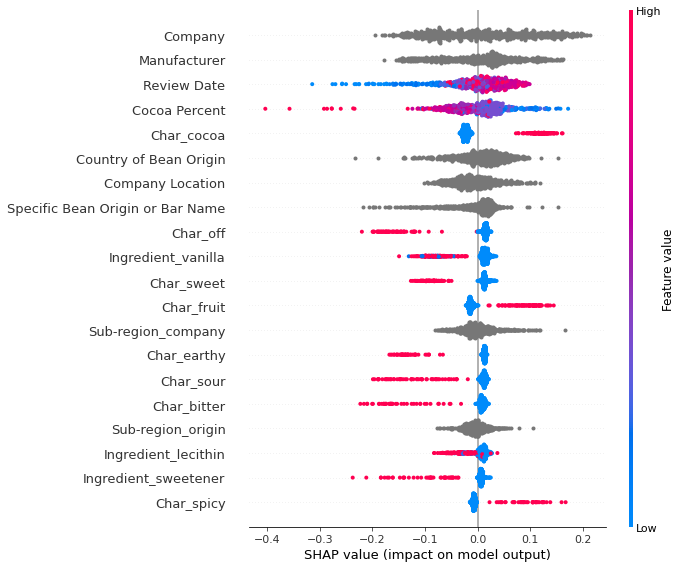 High
Company
Manufacturer
Review Date
Cocoa Percent
Char_cocoa
Country of Bean Origin
Company Location
Specific Bean Origin or Bar Name
Char_off
Ingredient_vanilla
Char_sweet
Char_fruit
Sub-region_company
Char_earthy
Char_sour
Char_bitter
Sub-region_origin
Ingredient_lecithin
Ingredient_sweetener
Char_spicy
Feature value
Low
−0.4 −0.3 −0.2 −0.1 0.0 0.1 0.2
SHAP value (impact on model output)